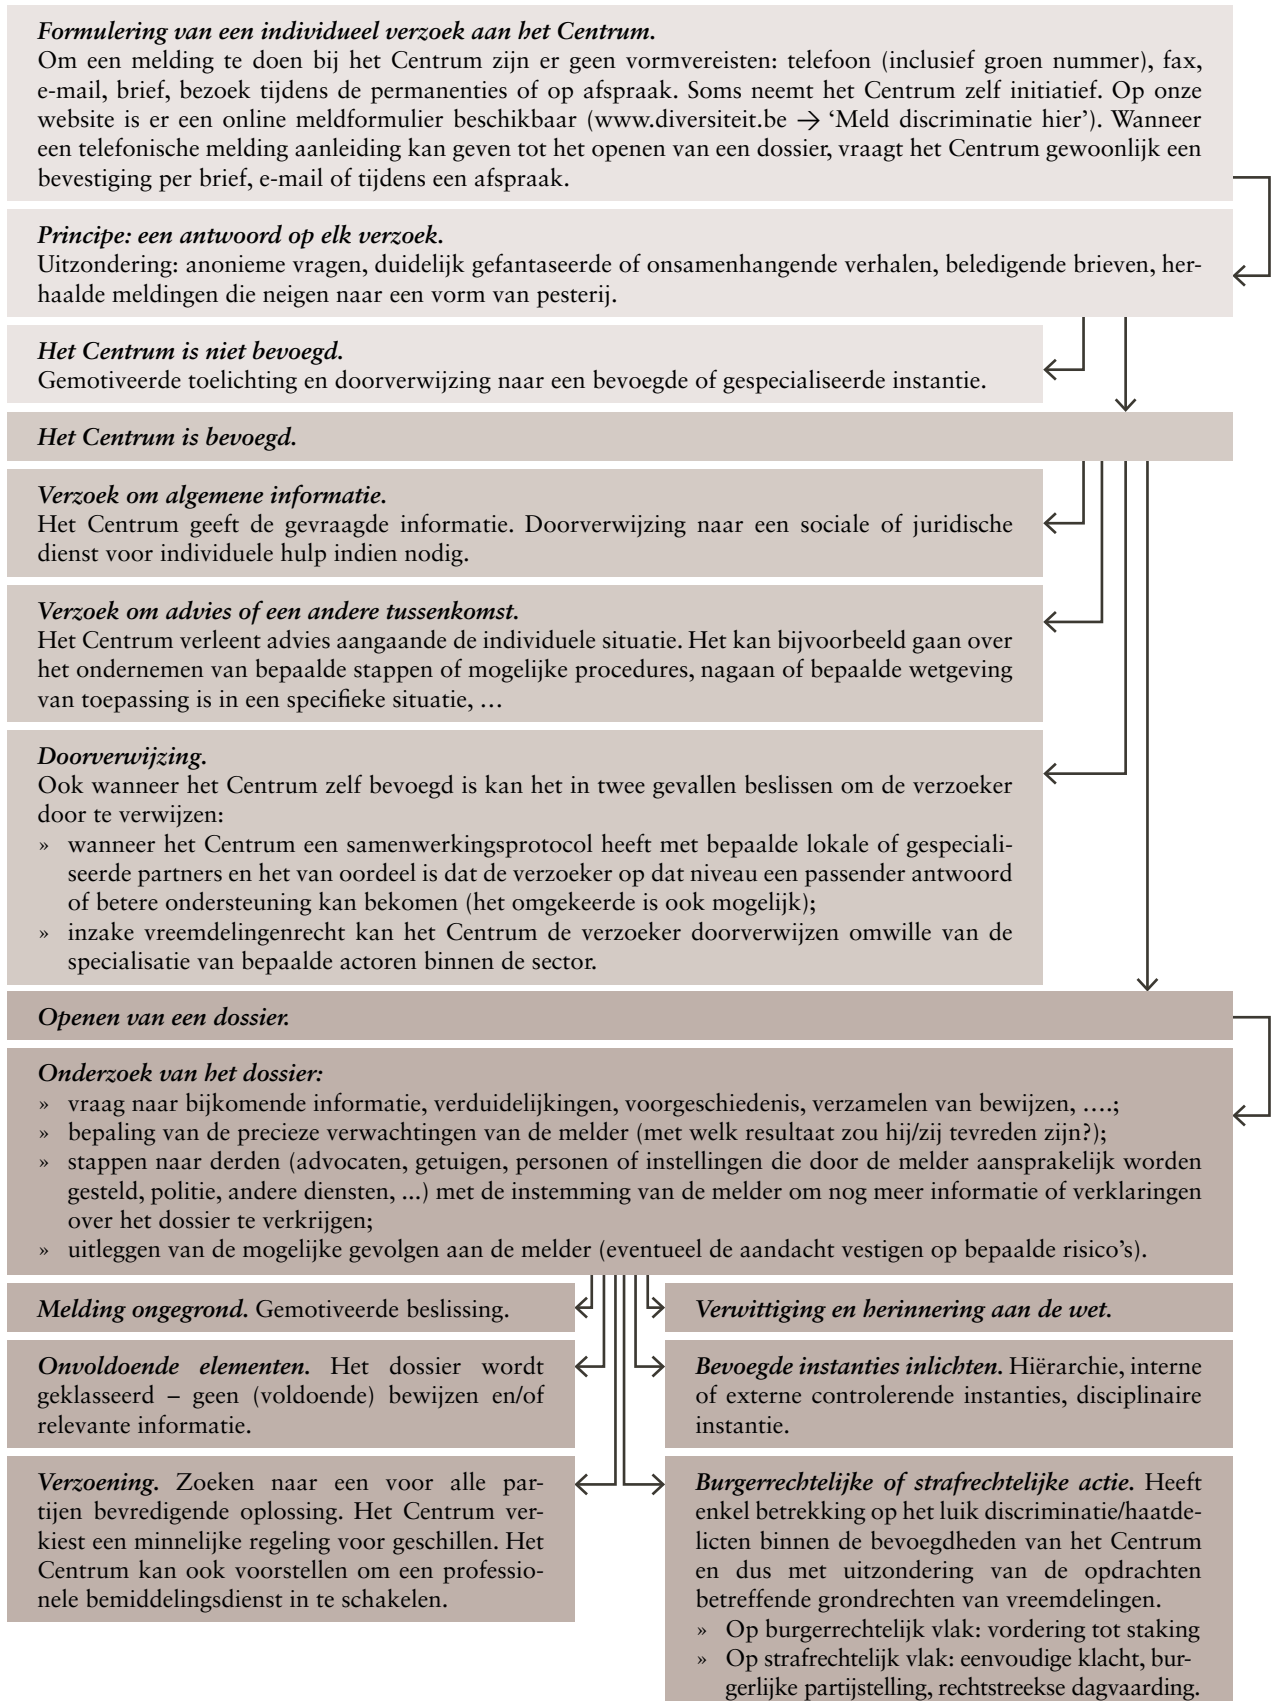 Formulering van een individueel verzoek aan het Centrum.
Om een melding te doen bij het Centrum zijn er geen vormvereisten: telefoon (inclusief groen nummer), fax,
e-mail, brief, bezoek tijdens de permanenties of op afspraak. Soms neemt het Centrum zelf initiatief. Op onze
website is er een online meldformulier beschikbaar (www.diversiteit.be → ‘Meld discriminatie hier’). Wanneer
een telefonische melding aanleiding kan geven tot het openen van een dossier, vraagt het Centrum gewoonlijk een
bevestiging per brief, e-mail of tijdens een afspraak.
Principe: een antwoord op elk verzoek.
Uitzondering: anonieme vragen, duidelijk gefantaseerde of onsamenhangende verhalen, beledigende brieven, her-
haalde meldingen die neigen naar een vorm van pesterij.
Het Centrum is niet bevoegd.
Gemotiveerde toelichting en doorverwijzing naar een bevoegde of gespecialiseerde instantie.
Het Centrum is bevoegd.
Verzoek om algemene informatie.
Het Centrum geeft de gevraagde informatie. Doorverwijzing naar een sociale of juridische
dienst voor individuele hulp indien nodig.
Verzoek om advies of een andere tussenkomst.
Het Centrum verleent advies aangaande de individuele situatie. Het kan bijvoorbeeld gaan over
het ondernemen van bepaalde stappen of mogelijke procedures, nagaan of bepaalde wetgeving
van toepassing is in een specifieke situatie, …
Doorverwijzing.
Ook wanneer het Centrum zelf bevoegd is kan het in twee gevallen beslissen om de verzoeker
door te verwijzen:
» wanneer het Centrum een samenwerkingsprotocol heeft met bepaalde lokale of gespeciali-
seerde partners en het van oordeel is dat de verzoeker op dat niveau een passender antwoord
of betere ondersteuning kan bekomen (het omgekeerde is ook mogelijk);
» inzake vreemdelingenrecht kan het Centrum de verzoeker doorverwijzen omwille van de
specialisatie van bepaalde actoren binnen de sector.
Openen van een dossier.
Onderzoek van het dossier:
» vraag naar bijkomende informatie, verduidelijkingen, voorgeschiedenis, verzamelen van bewijzen, ….;
» bepaling van de precieze verwachtingen van de melder (met welk resultaat zou hij/zij tevreden zijn?);
» stappen naar derden (advocaten, getuigen, personen of instellingen die door de melder aansprakelijk worden
gesteld, politie, andere diensten, ...) met de instemming van de melder om nog meer informatie of verklaringen
over het dossier te verkrijgen;
» uitleggen van de mogelijke gevolgen aan de melder (eventueel de aandacht vestigen op bepaalde risico’s).
Melding ongegrond. Gemotiveerde beslissing.
Onvoldoende elementen. Het dossier wordt
geklasseerd – geen (voldoende) bewijzen en/of
relevante informatie.
Verzoening. Zoeken naar een voor alle par-
tijen bevredigende oplossing. Het Centrum ver-
kiest een minnelijke regeling voor geschillen. Het
Centrum kan ook voorstellen om een professio-
nele bemiddelingsdienst in te schakelen.
Verwittiging en herinnering aan de wet.
Bevoegde instanties inlichten. Hiërarchie, interne
of externe controlerende instanties, disciplinaire
instantie.
Burgerrechtelijke of strafrechtelijke actie. Heeft
enkel betrekking op het luik discriminatie/haatde-
licten binnen de bevoegdheden van het Centrum
en dus met uitzondering van de opdrachten
betreffende grondrechten van vreemdelingen.
» Op burgerrechtelijk vlak: vordering tot staking
» Op strafrechtelijk vlak: eenvoudige klacht, bur-
gerlijke partijstelling, rechtstreekse dagvaarding.